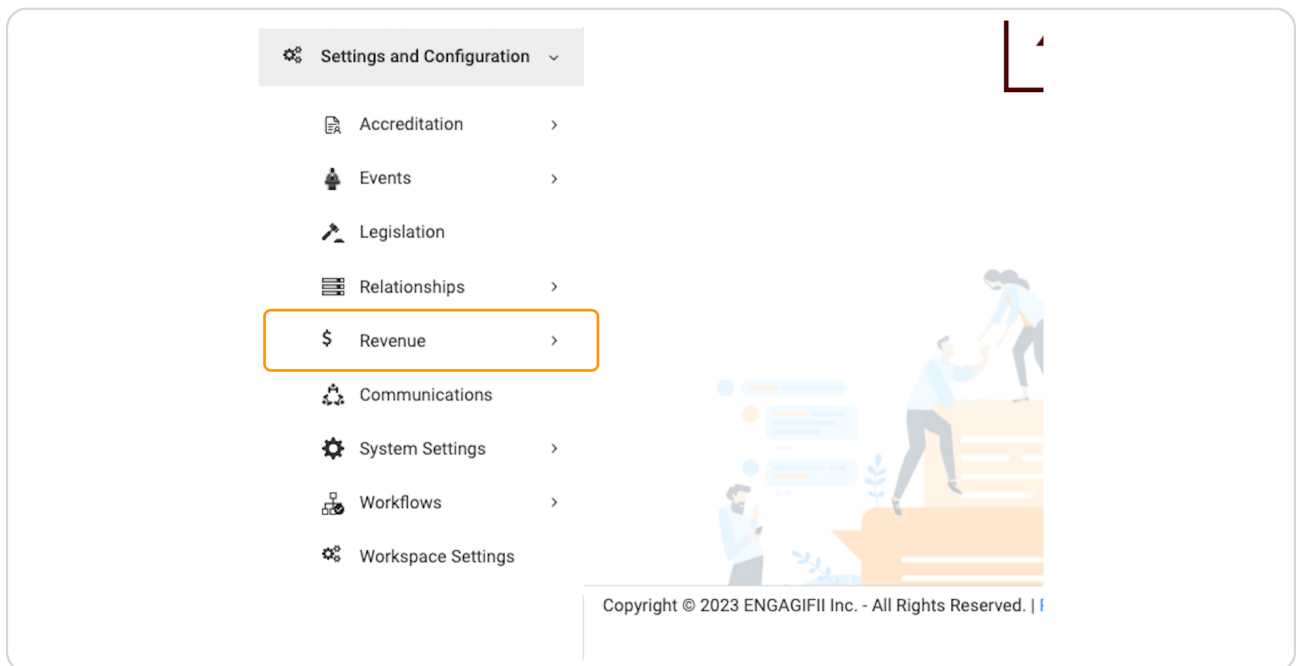 Settings and Configuration
Accreditation
Events
Legislation
Relationships
$ Revenue
Communications
System Settings
Workflows
Workspace Settings
Copyright © 2023 ENGAGIFII Inc. - All Rights Reserved. |